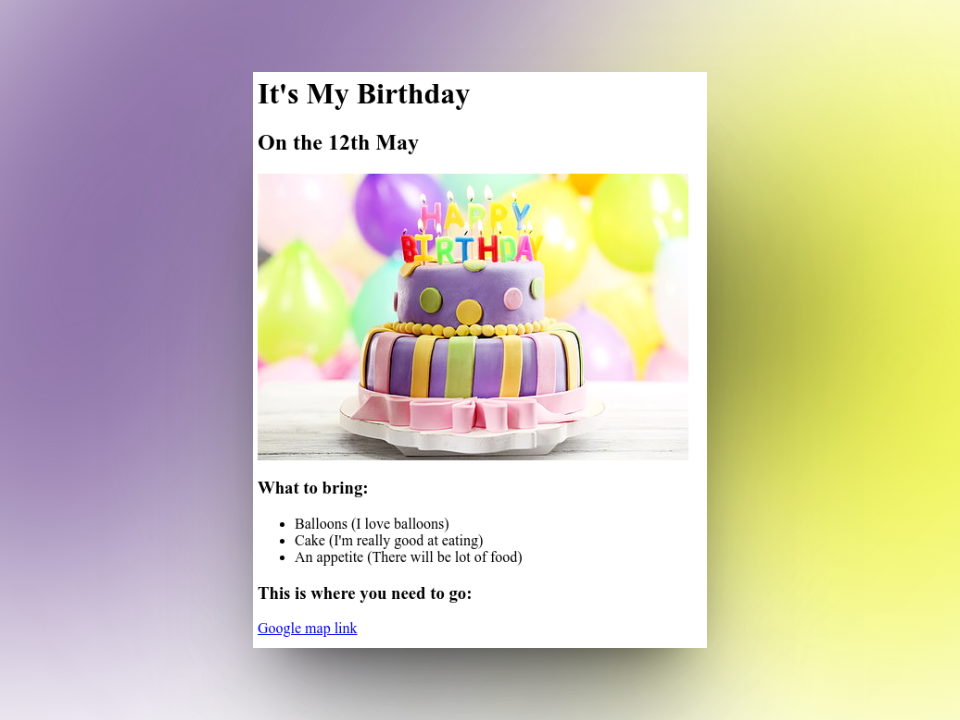 It's My Birthday
On the 12th May
HAPPY
BIRTHDAY
What to bring:
Balloons (I love balloons)
Cake (I'm really good at eating)
An appetite (There will be lot of food)
This is where you need to go:
Google map link